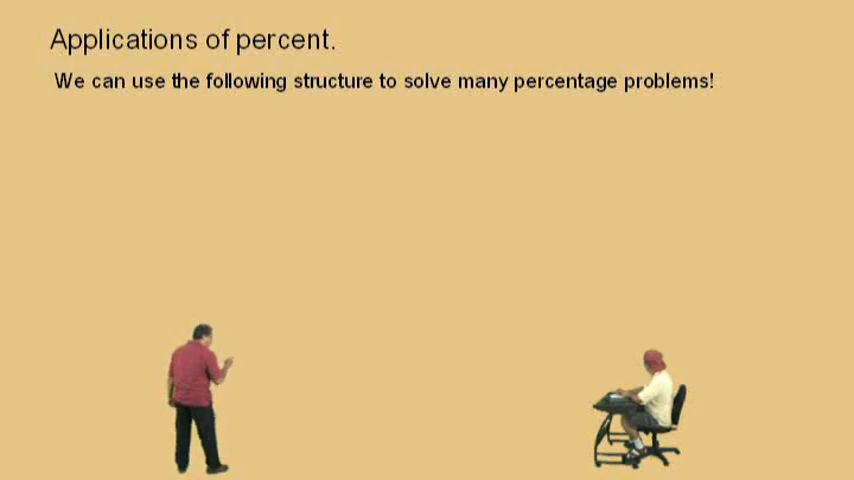 Applications of percent.
We can use the following structure to solve many percentage problems!